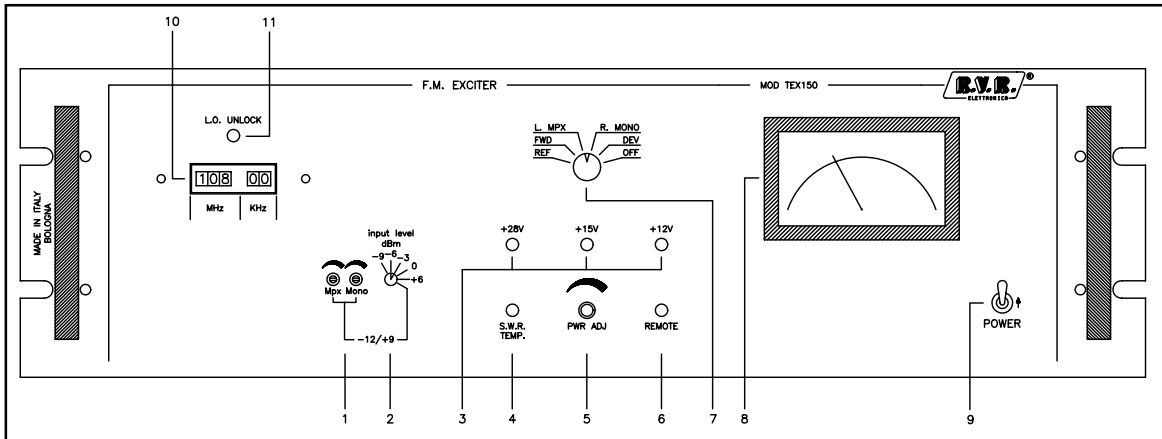 10 11
F.M. EXCITER MOD TEX150 R.V.R. ®
ELETTRONICA
L.O. UNLOCK
L. MPX R. MONO
FWD DEV
REF OFF
108 00
MHz KHz
8
MADE IN ITALY
BOLOGNA
input level
dBm
-9 -6 -3 0 +6
Mpx Mono
-12/+9
+28V +15V +12V
S.W.R.
TEMP.
PWR ADJ
REMOTE
POWER
1 2 3 4 5 6 7 8 9